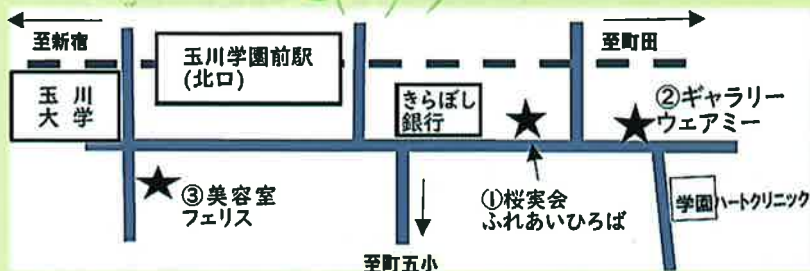 至新宿
玉川学園前駅
(北口)
至町田
玉川
大学
きらぼし
銀行
②ギャラリー
ウェアミー
③美容室
フェリス
①桜実会
ふれあいひろば
学園ハートクリニック
至町五小